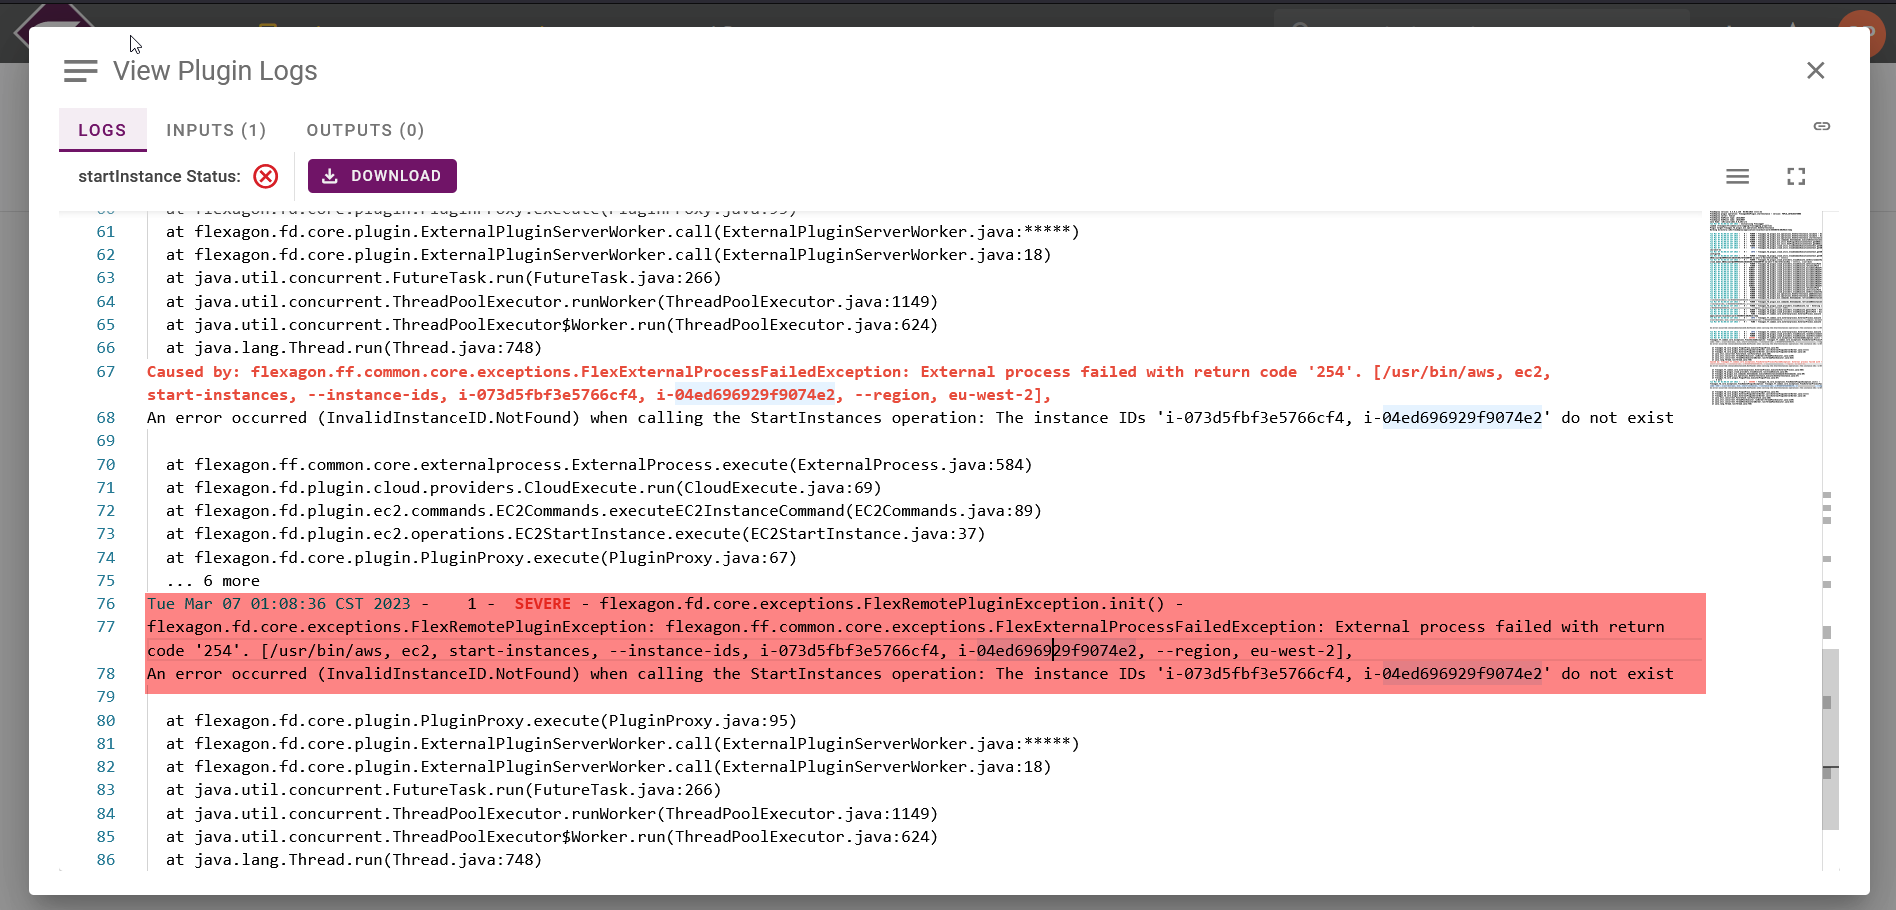 View Plugin Logs
LOGS
INPUTS (1)
OUTPUTS (0)
startInstance Status:
DOWNLOAD
60 at flexagon.fd.core.plugin.PluginProxy.execute(PluginProxy.java:95)
61 at flexagon.fd.core.plugin.ExternalPluginServerWorker.call(ExternalPluginServerWorker.java:*****)
62 at flexagon.fd.core.plugin.ExternalPluginServerWorker.call(ExternalPluginServerWorker.java:18)
63 at java.util.concurrent.FutureTask.run(FutureTask.java:266)
64 at java.util.concurrent.ThreadPoolExecutor.runWorker(ThreadPoolExecutor.java:1149)
65 at java.util.concurrent.ThreadPoolExecutor$Worker.run(ThreadPoolExecutor.java:624)
66 at java.lang.Thread.run(Thread.java:748)
67 Caused by: flexagon.ff.common.core.exceptions.FlexExternalProcessFailedException: External process failed with return code '254'. [/usr/bin/aws, ec2,
start-instances, --instance-ids, i-073d5fbf3e5766cf4, i-04ed696929f9074e2, --region, eu-west-2],
68 An error occurred (InvalidInstanceID.NotFound) when calling the StartInstances operation: The instance IDs 'i-073d5fbf3e5766cf4, i-04ed696929f9074e2' do not exist
69
70 at flexagon.ff.common.core.externalprocess.ExternalProcess.execute(ExternalProcess.java:584)
71 at flexagon.fd.plugin.cloud.providers.CloudExecute.run(CloudExecute.java:69)
72 at flexagon.fd.plugin.ec2.commands.EC2Commands.executeEC2InstanceCommand(EC2Commands.java:89)
73 at flexagon.fd.plugin.ec2.operations.EC2StartInstance.execute(EC2StartInstance.java:37)
74 at flexagon.fd.core.plugin.PluginProxy.execute(PluginProxy.java:67)
75 ... 6 more
76 Tue Mar 07 01:08:36 CST 2023 - 1 - SEVERE - flexagon.fd.core.exceptions.FlexRemotePluginException.init() -
77 flexagon.fd.core.exceptions.FlexRemotePluginException: flexagon.ff.common.core.exceptions.FlexExternalProcessFailedException: External process failed with return
code '254'. [/usr/bin/aws, ec2, start-instances, --instance-ids, i-073d5fbf3e5766cf4, i-04ed696929f9074e2, --region, eu-west-2],
78 An error occurred (InvalidInstanceID.NotFound) when calling the StartInstances operation: The instance IDs 'i-073d5fbf3e5766cf4, i-04ed696929f9074e2' do not exist
79
80 at flexagon.fd.core.plugin.PluginProxy.execute(PluginProxy.java:95)
81 at flexagon.fd.core.plugin.ExternalPluginServerWorker.call(ExternalPluginServerWorker.java:*****)
82 at flexagon.fd.core.plugin.ExternalPluginServerWorker.call(ExternalPluginServerWorker.java:18)
83 at java.util.concurrent.FutureTask.run(FutureTask.java:266)
84 at java.util.concurrent.ThreadPoolExecutor.runWorker(ThreadPoolExecutor.java:1149)
85 at java.util.concurrent.ThreadPoolExecutor$Worker.run(ThreadPoolExecutor.java:624)
86 at java.lang.Thread.run(Thread.java:748)